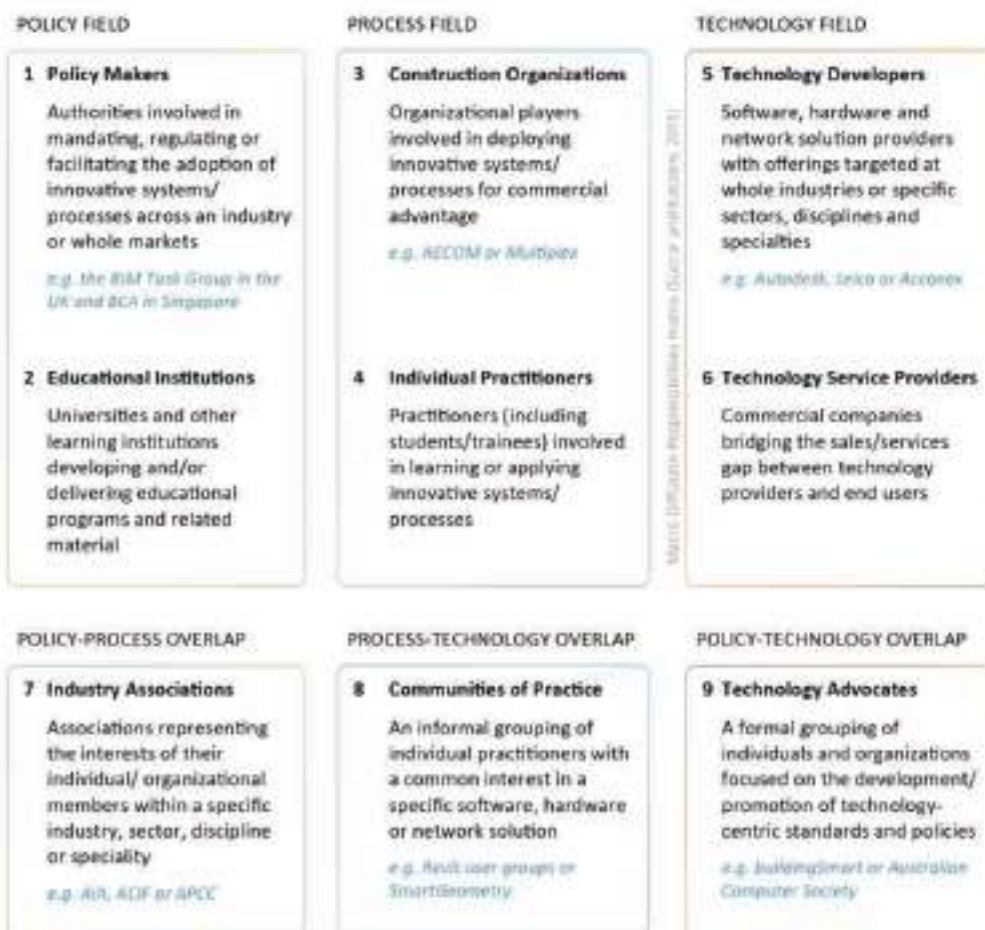 POLICY FIELD
1 Policy Makers
Authorities involved in
mandating, regulating or
facilitating the adoption of
innovative systems/
processes across an industry
or whole markets
e.g. the BIM Task Group in the
UK and BCA in Singapore
2 Educational Institutions
Universities and other
learning institutions
developing and/or
delivering educational
programs and related
material
PROCESS FIELD
3 Construction Organizations
Organizational players
involved in deploying
innovative systems/
processes for commercial
advantage
e.g. AECOM or Multiplex
4 Individual Practitioners
Practitioners (including
students/trainees) involved
in learning or applying
innovative systems/
processes
TECHNOLOGY FIELD
5 Technology Developers
Software, hardware and
network solution providers
with offerings targeted at
whole industries or specific
sectors, disciplines and
specialties
e.g. Autodesk, Leica or Aconex
6 Technology Service Providers
Commercial companies
bridging the sales/services
gap between technology
providers and end users
Macro Diffusion Matrix (Succar
POLICY-PROCESS OVERLAP
7 Industry Associations
Associations representing
the interests of their
individual/ organizational
members within a specific
industry, sector, discipline
or speciality
e.g. AIA, ACIF or APCC
PROCESS-TECHNOLOGY OVERLAP
8 Communities of Practice
An informal grouping of
individual practitioners with
a common interest in a
specific software, hardware
or network solution
e.g. Revit user groups or
SmartGeometry
POLICY-TECHNOLOGY OVERLAP
9 Technology Advocates
A formal grouping of
individuals and organizations
focused on the development/
promotion of technology-
centric standards and policies
e.g. buildingSmart or Australian
Computer Society